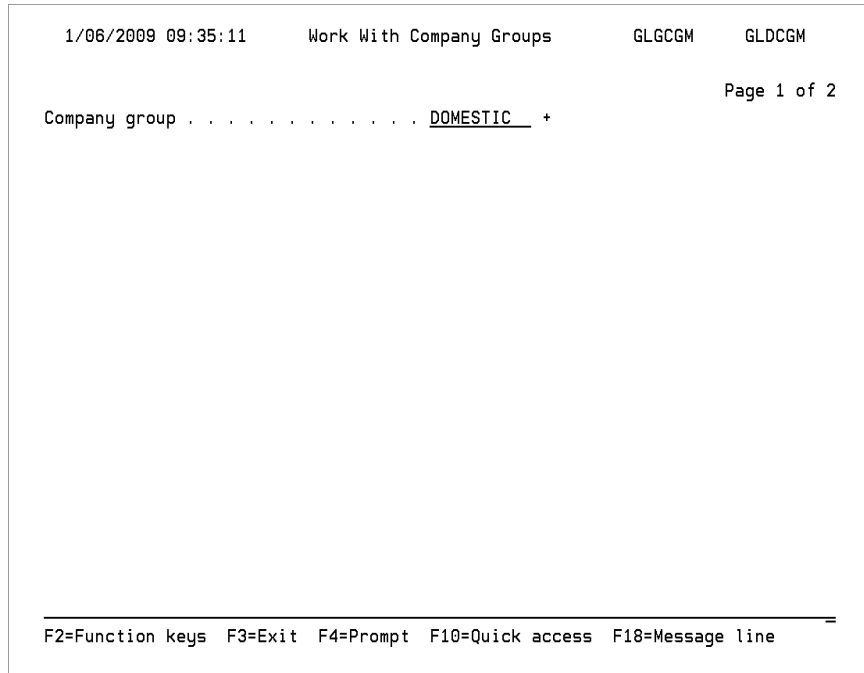 1/06/2009 09:35:11 Work With Company Groups GLGCGM GLDCGM
Page 1 of 2
Company group . . . . . . . . . . . . DOMESTIC +
F2=Function keys F3=Exit F4=Prompt F10=Quick access F18=Message line